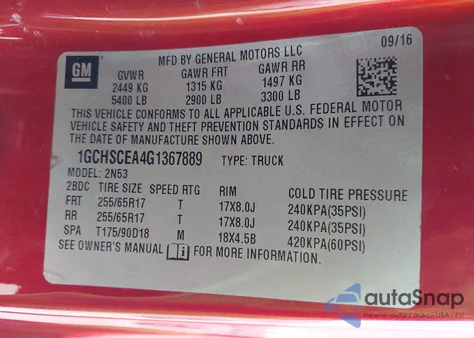 GM
MFD BY GENERAL MOTORS LLC 09/16
GVWR GAWR FRT GAWR RR
2449 KG 1315 KG 1497 KG
5400 LB 2900 LB 3300 LB
THIS VEHICLE CONFORMS TO ALL APPLICABLE U.S. FEDERAL MOTOR
VEHICLE SAFETY AND THEFT PREVENTION STANDARDS IN EFFECT ON
THE DATE OF MANUFACTURE SHOWN ABOVE.
1GCHSCEA4G1367889 TYPE: TRUCK
MODEL: 2N53
2BDC TIRE SIZE SPEED RTG RIM COLD TIRE PRESSURE
FRT 255/65R17 T 17X8.0J 240KPA(35PSI)
RR 255/65R17 T 17X8.0J 240KPA(35PSI)
SPA T175/90D18 M 18X4.5B 420KPA(60PSI)
SEE OWNER'S MANUAL FOR MORE INFORMATION.
autoSnap